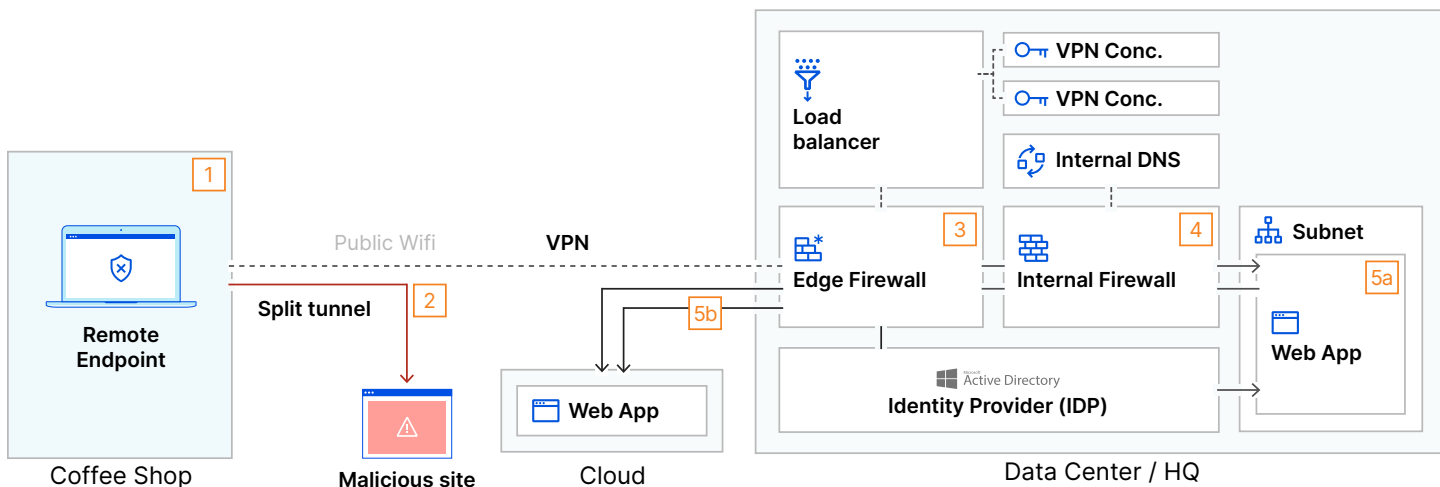 VPN Conc.
VPN Conc.
Load
balancer
Internal DNS
1
3
4
Subnet
Public Wifi
VPN
Edge Firewall
Internal Firewall
5a
Split tunnel
2
5b
Remote
Endpoint
Web App
Microsoft
Active Directory
Identity Provider (IDP)
Web App
Coffee Shop
Malicious site
Cloud
Data Center / HQ